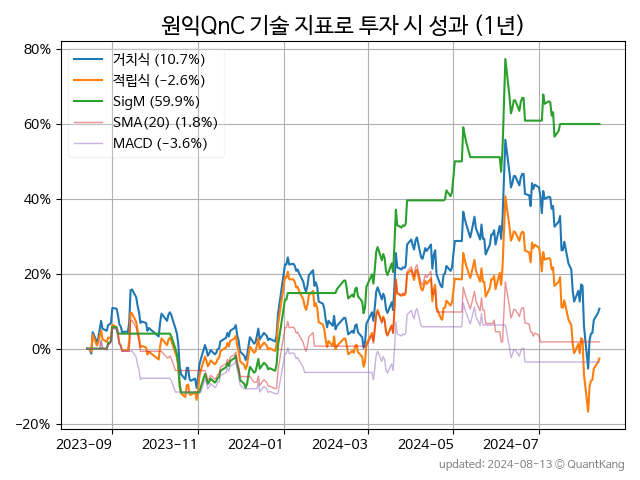 원익QnC 기술 지표로 투자 시 성과 (1년)
80%
60%
40%
20%
0%
−20%
거치식 (10.7%)
적립식 (−2.6%)
SigM (59.9%)
SMA(20) (1.8%)
MACD (−3.6%)
2023-09 2023-11 2024-01 2024-03 2024-05 2024-07
updated: 2024-08-13 © QuantKang